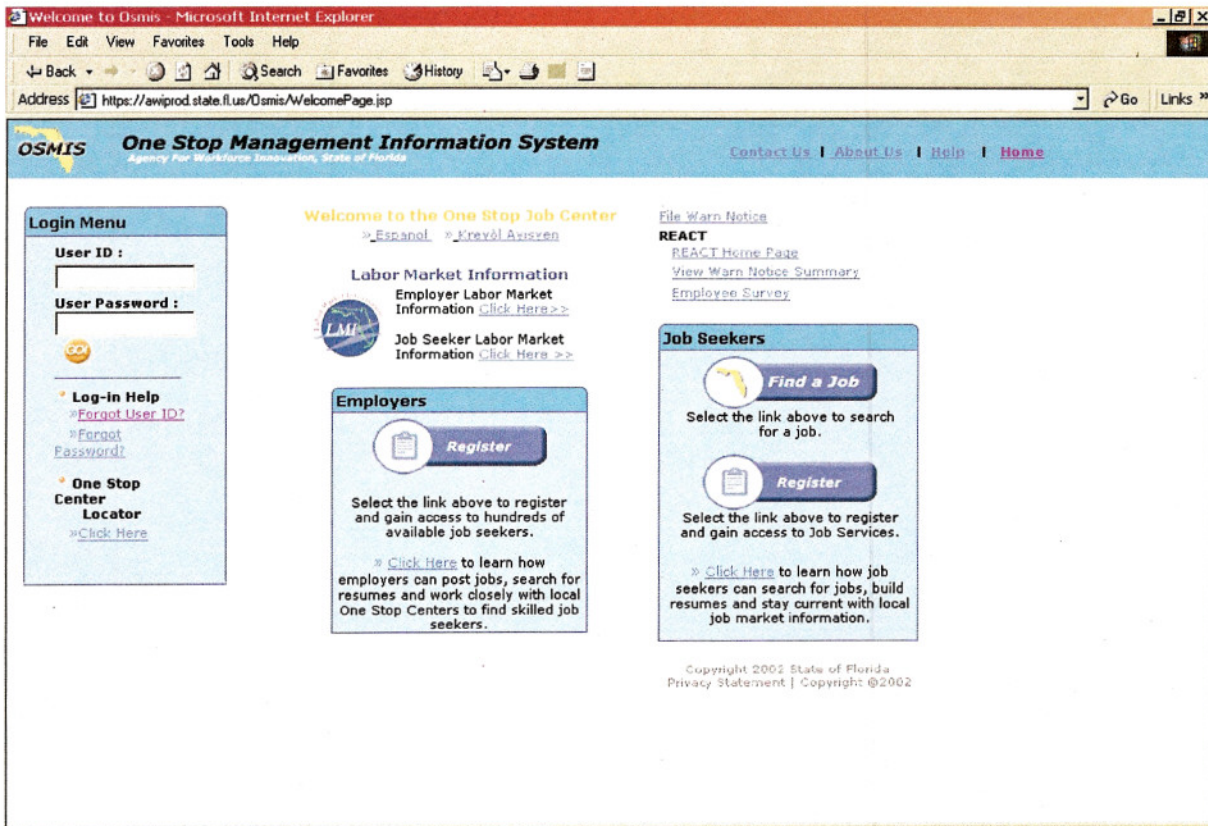 Welcome to Osmis - Microsoft Internet Explorer
File Edit View Favorites Tools Help
Back Search Favorites History
Address https://awiprod.state.fl.us/Osmis/WelcomePage.jsp Go Links »
OSMIS
One Stop Management Information System
Agency For Workforce Innovation, State of Florida
Contact Us | About Us | Help | Home
Login Menu
User ID :
User Password :
GO!
Log-in Help
»Forgot User ID?
»Forgot
Password?
One Stop
Center
Locator
»Click Here
Welcome to the One Stop Job Center
» Espanol » Kreyòl Ayisyen
Labor Market Information
LMI
Employer Labor Market
Information Click Here>>
Job Seeker Labor Market
Information Click Here >>
Employers
Register
Select the link above to register
and gain access to hundreds of
available job seekers.
» Click Here to learn how
employers can post jobs, search for
resumes and work closely with local
One Stop Centers to find skilled job
seekers.
File Warn Notice
REACT
REACT Home Page
View Warn Notice Summary
Employee Survey
Job Seekers
Find a Job
Select the link above to search
for a job.
Register
Select the link above to register
and gain access to Job Services.
» Click Here to learn how job
seekers can search for jobs, build
resumes and stay current with local
job market information.
Copyright 2002 State of Florida
Privacy Statement | Copyright @2002